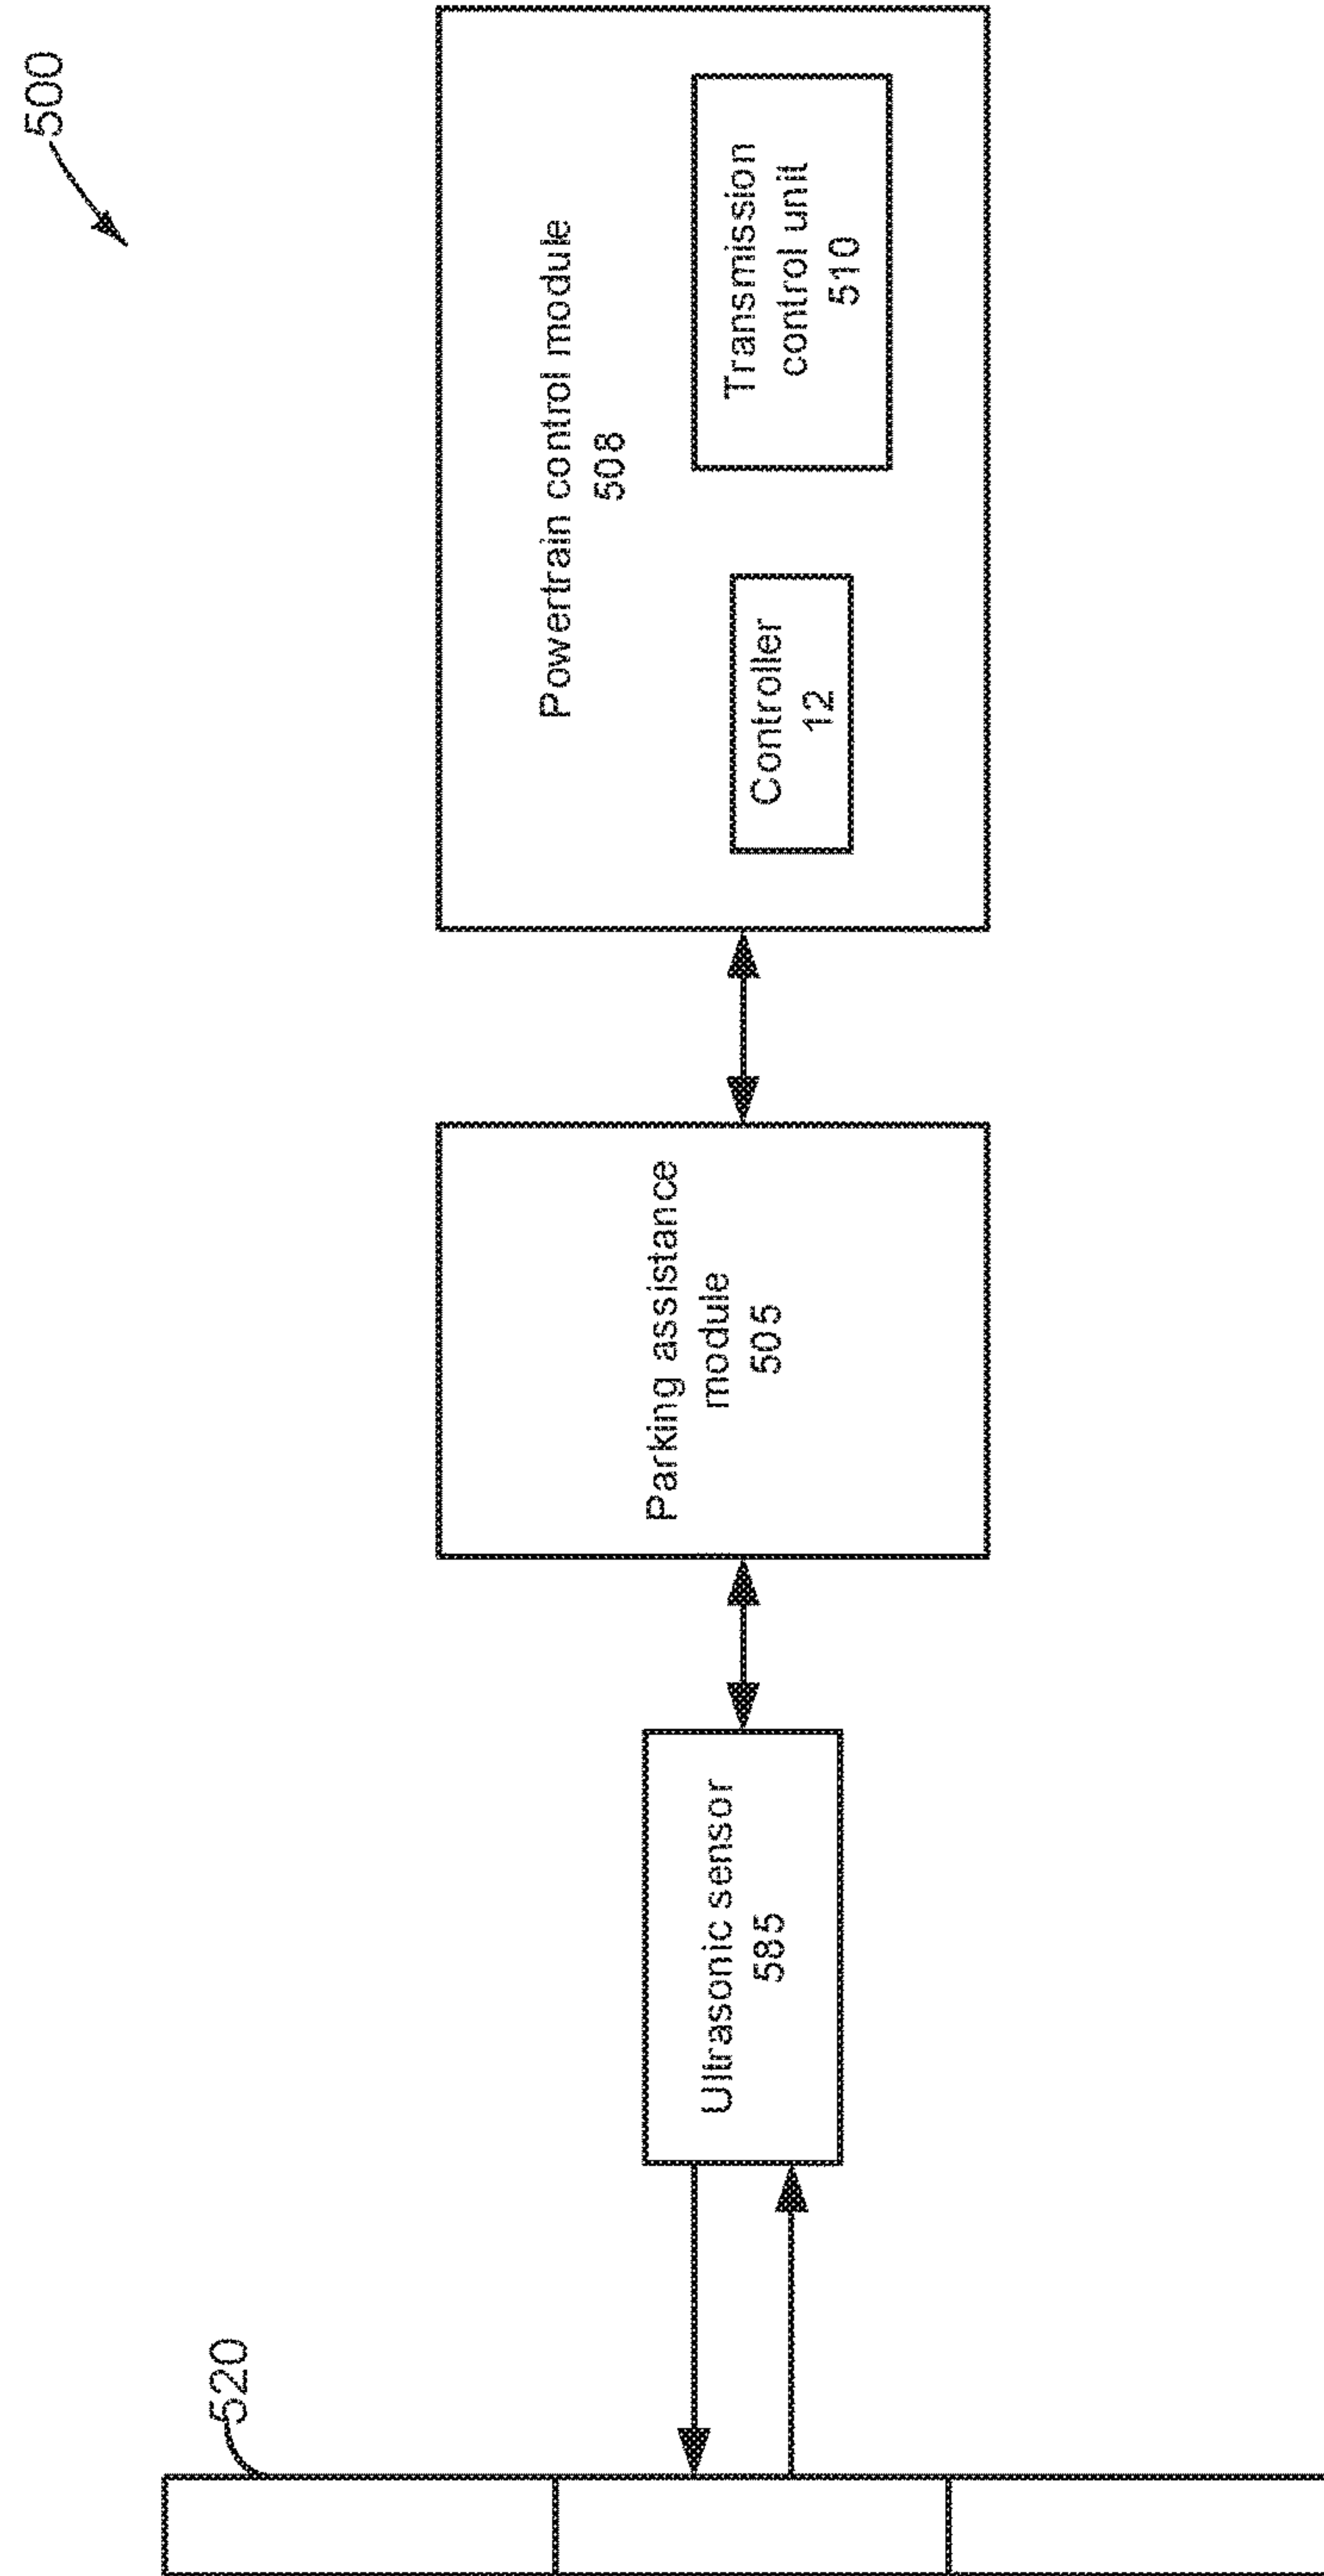 500
Powertrain control module
508
Transmission
control unit
510
Controller
12
Parking assistance
module
505
Ultrasonic sensor
585
520